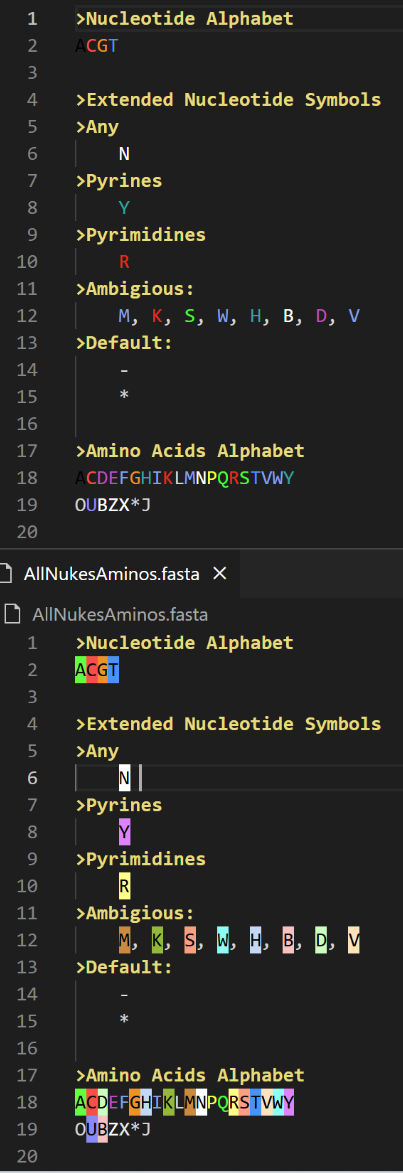 1 >Nucleotide Alphabet
2 ACGT
3
4 >Extended Nucleotide Symbols
5 >Any
6 N
7 >Pyrines
8 Y
9 >Pyrimidines
10 R
11 >Ambigious:
12 M, K, S, W, H, B, D, V
13 >Default:
14 -
15 *
16
17 >Amino Acids Alphabet
18 ACDEFGHIKLMNPQRSTVWY
19 OUBZX*J
20
AllNukesAminos.fasta ×
AllNukesAminos.fasta
1 >Nucleotide Alphabet
2 ACGT
3
4 >Extended Nucleotide Symbols
5 >Any
6 N
7 >Pyrines
8 Y
9 >Pyrimidines
10 R
11 >Ambigious:
12 M, K, S, W, H, B, D, V
13 >Default:
14 -
15 *
16
17 >Amino Acids Alphabet
18 ACDEFGHIKLMNPQRSTVWY
19 OUBZX*J
20